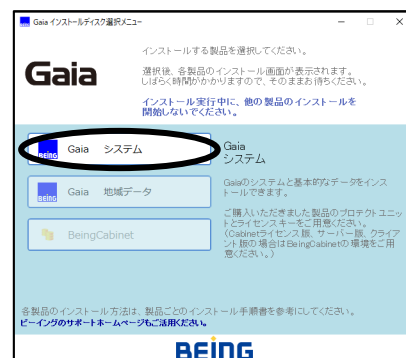 Gaia インストールディスク選択メニュー
Gaia
インストールする製品を選択してください。
選択後、各製品のインストール画面が表示されます。
しばらく時間がかかりますので、そのままお待ちください。
インストール実行中に、他の製品のインストールを
開始しないでください。
BEING
Gaia システム
Gaia
システム
BEING
Gaia 地域データ
Gaiaのシステムと基本的なデータをインス
トールできます。
BeingCabinet
ご購入いただきました製品のプロテクトユニッ
トとライセンスキーをご用意ください。
(Cabinetライセンス版、サーバー版、クライア
ント版の場合はBeingCabinetの環境をご用
意ください。)
各製品のインストール方法は、製品ごとのインストール手順書を参考にしてください。
ビーイングのサポートホームページもご活用ください。
BEING